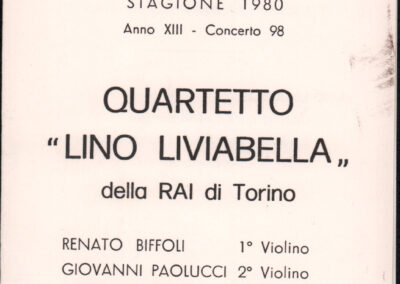 STAGIONE 1980
Anno XIII - Concerto 98
QUARTETTO
“LINO LIVIABELLA„
della RAI di Torino
RENATO BIFFOLI 1° Violino
GIOVANNI PAOLUCCI 2° Violino